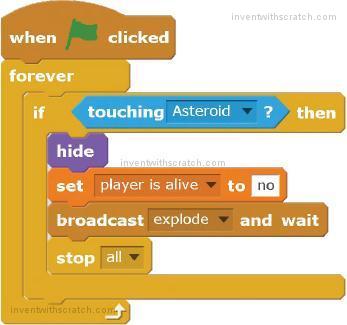 inventwithscratch.com
when clicked
forever
if touching Asteroid ? then
hide
inventwithscratch.com
set player is alive to no
broadcast explode and wait
stop all
inventwithscratch.com